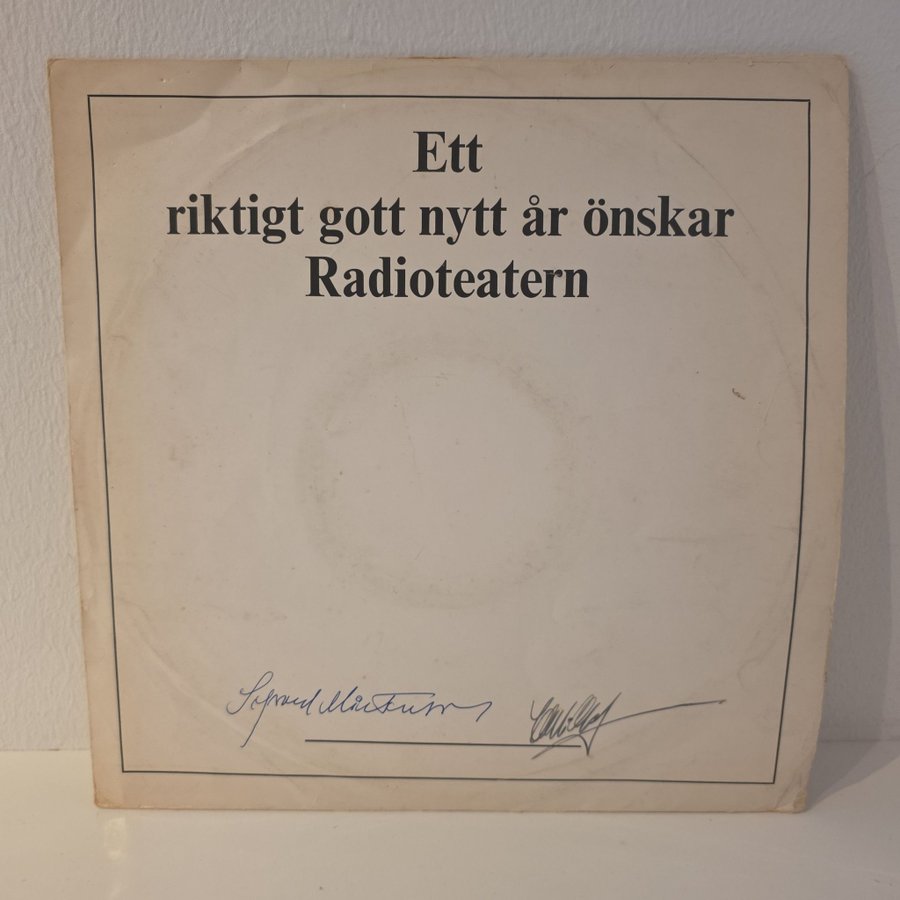 Ett
riktigt gott nytt år önskar
Radioteatern